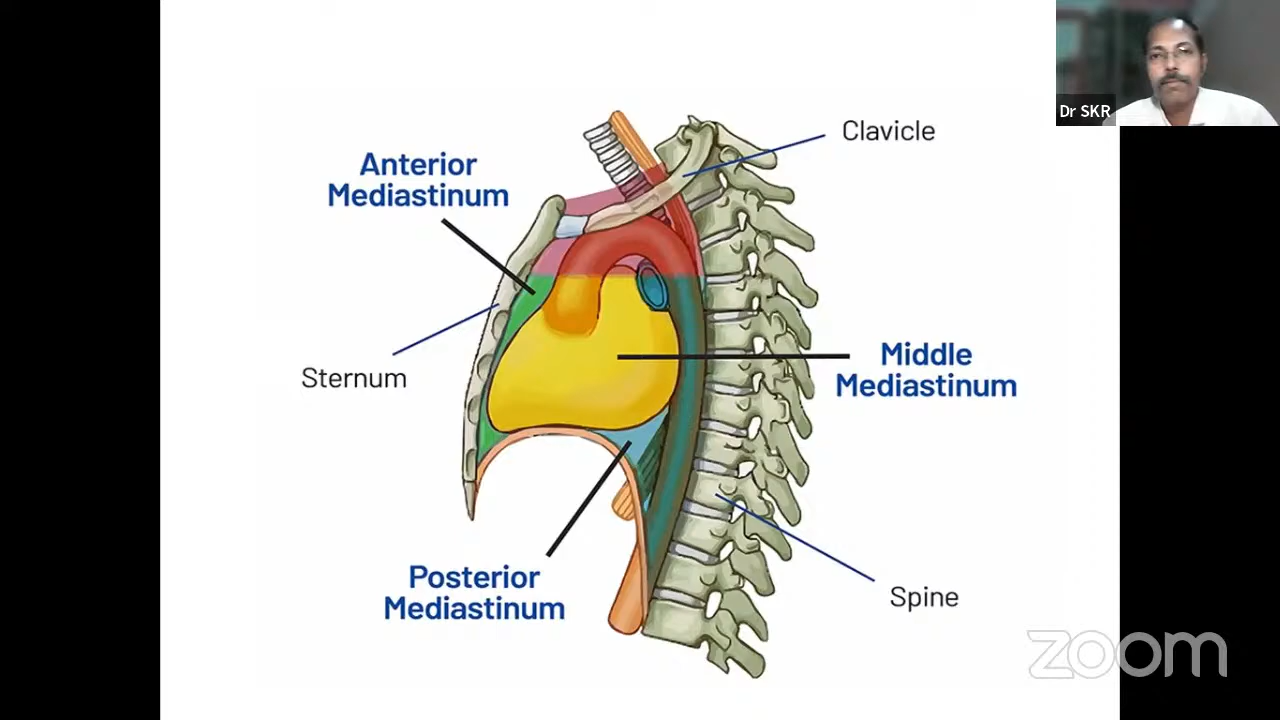 Dr SKR
Clavicle
Anterior
Mediastinum
Sternum
Middle
Mediastinum
Posterior
Mediastinum
Spine
zoom